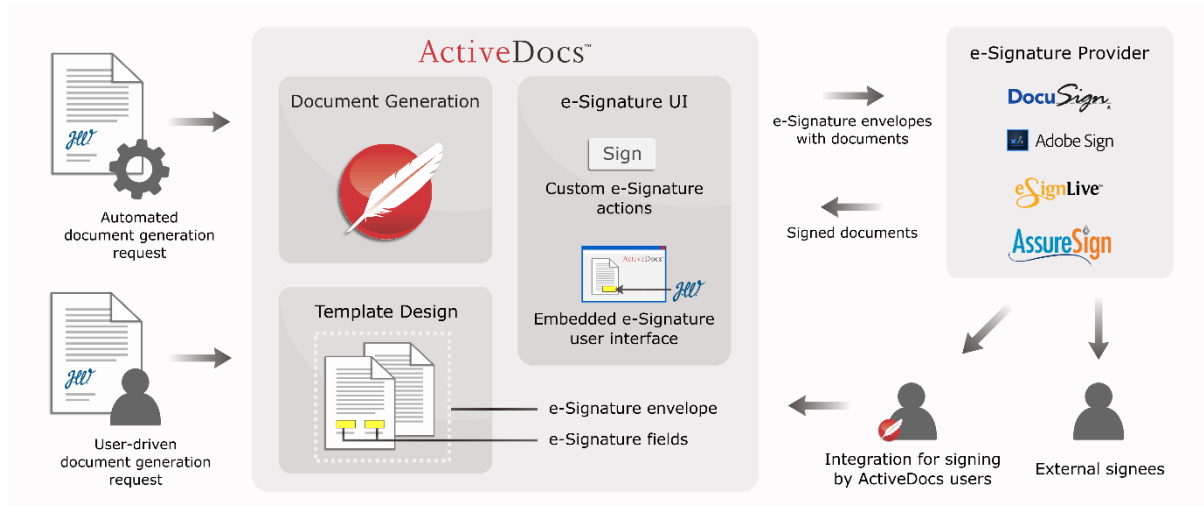 Automated
document generation
request
User-driven
document generation
request
ActiveDocs™
Document Generation
Template Design
e-Signature UI
Sign
Custom e-Signature
actions
ActiveDocs
JW
Embedded e-Signature
user interface
e-Signature envelope
e-Signature fields
e-Signature envelopes
with documents
Signed documents
e-Signature Provider
DocuSign
Adobe Sign
eSignLive™
AssureSign
Integration for signing
by ActiveDocs users
External signees